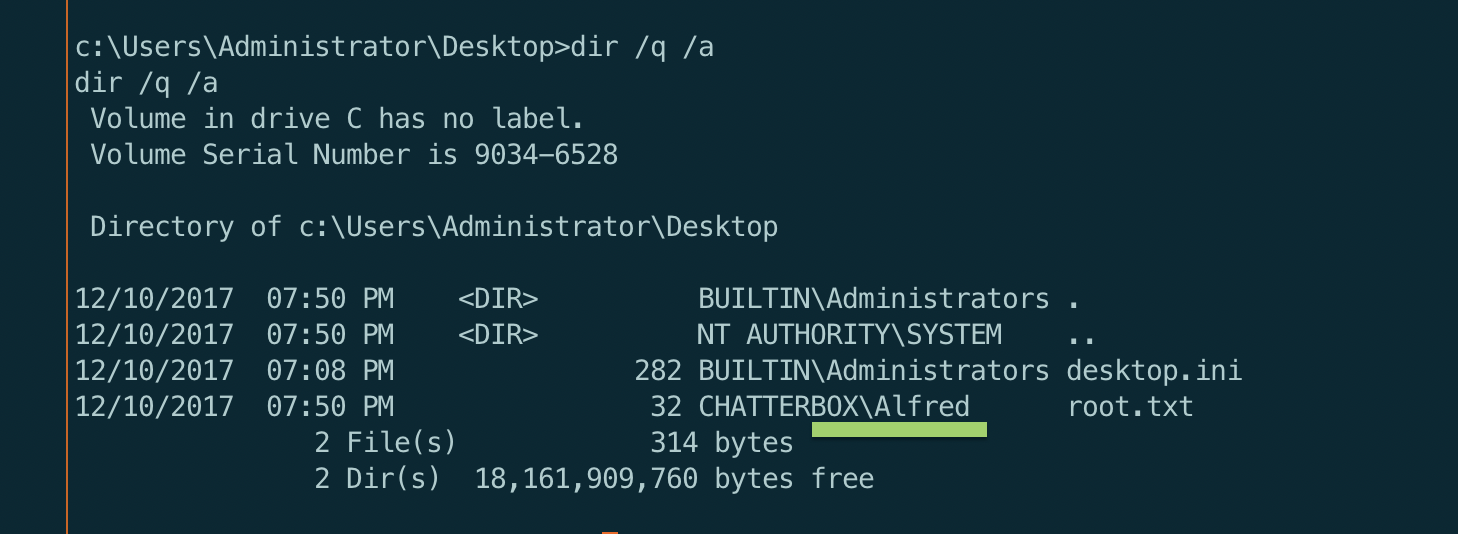 c:\Users\Administrator\Desktop>dir /q /a
dir /q /a
 Volume in drive C has no label.
 Volume Serial Number is 9034-6528

 Directory of c:\Users\Administrator\Desktop

12/10/2017  07:50 PM    <DIR>          BUILTIN\Administrators .
12/10/2017  07:50 PM    <DIR>          NT AUTHORITY\SYSTEM    ..
12/10/2017  07:08 PM               282 BUILTIN\Administrators desktop.ini
12/10/2017  07:50 PM                32 CHATTERBOX\Alfred      root.txt
               2 File(s)            314 bytes
               2 Dir(s)  18,161,909,760 bytes free